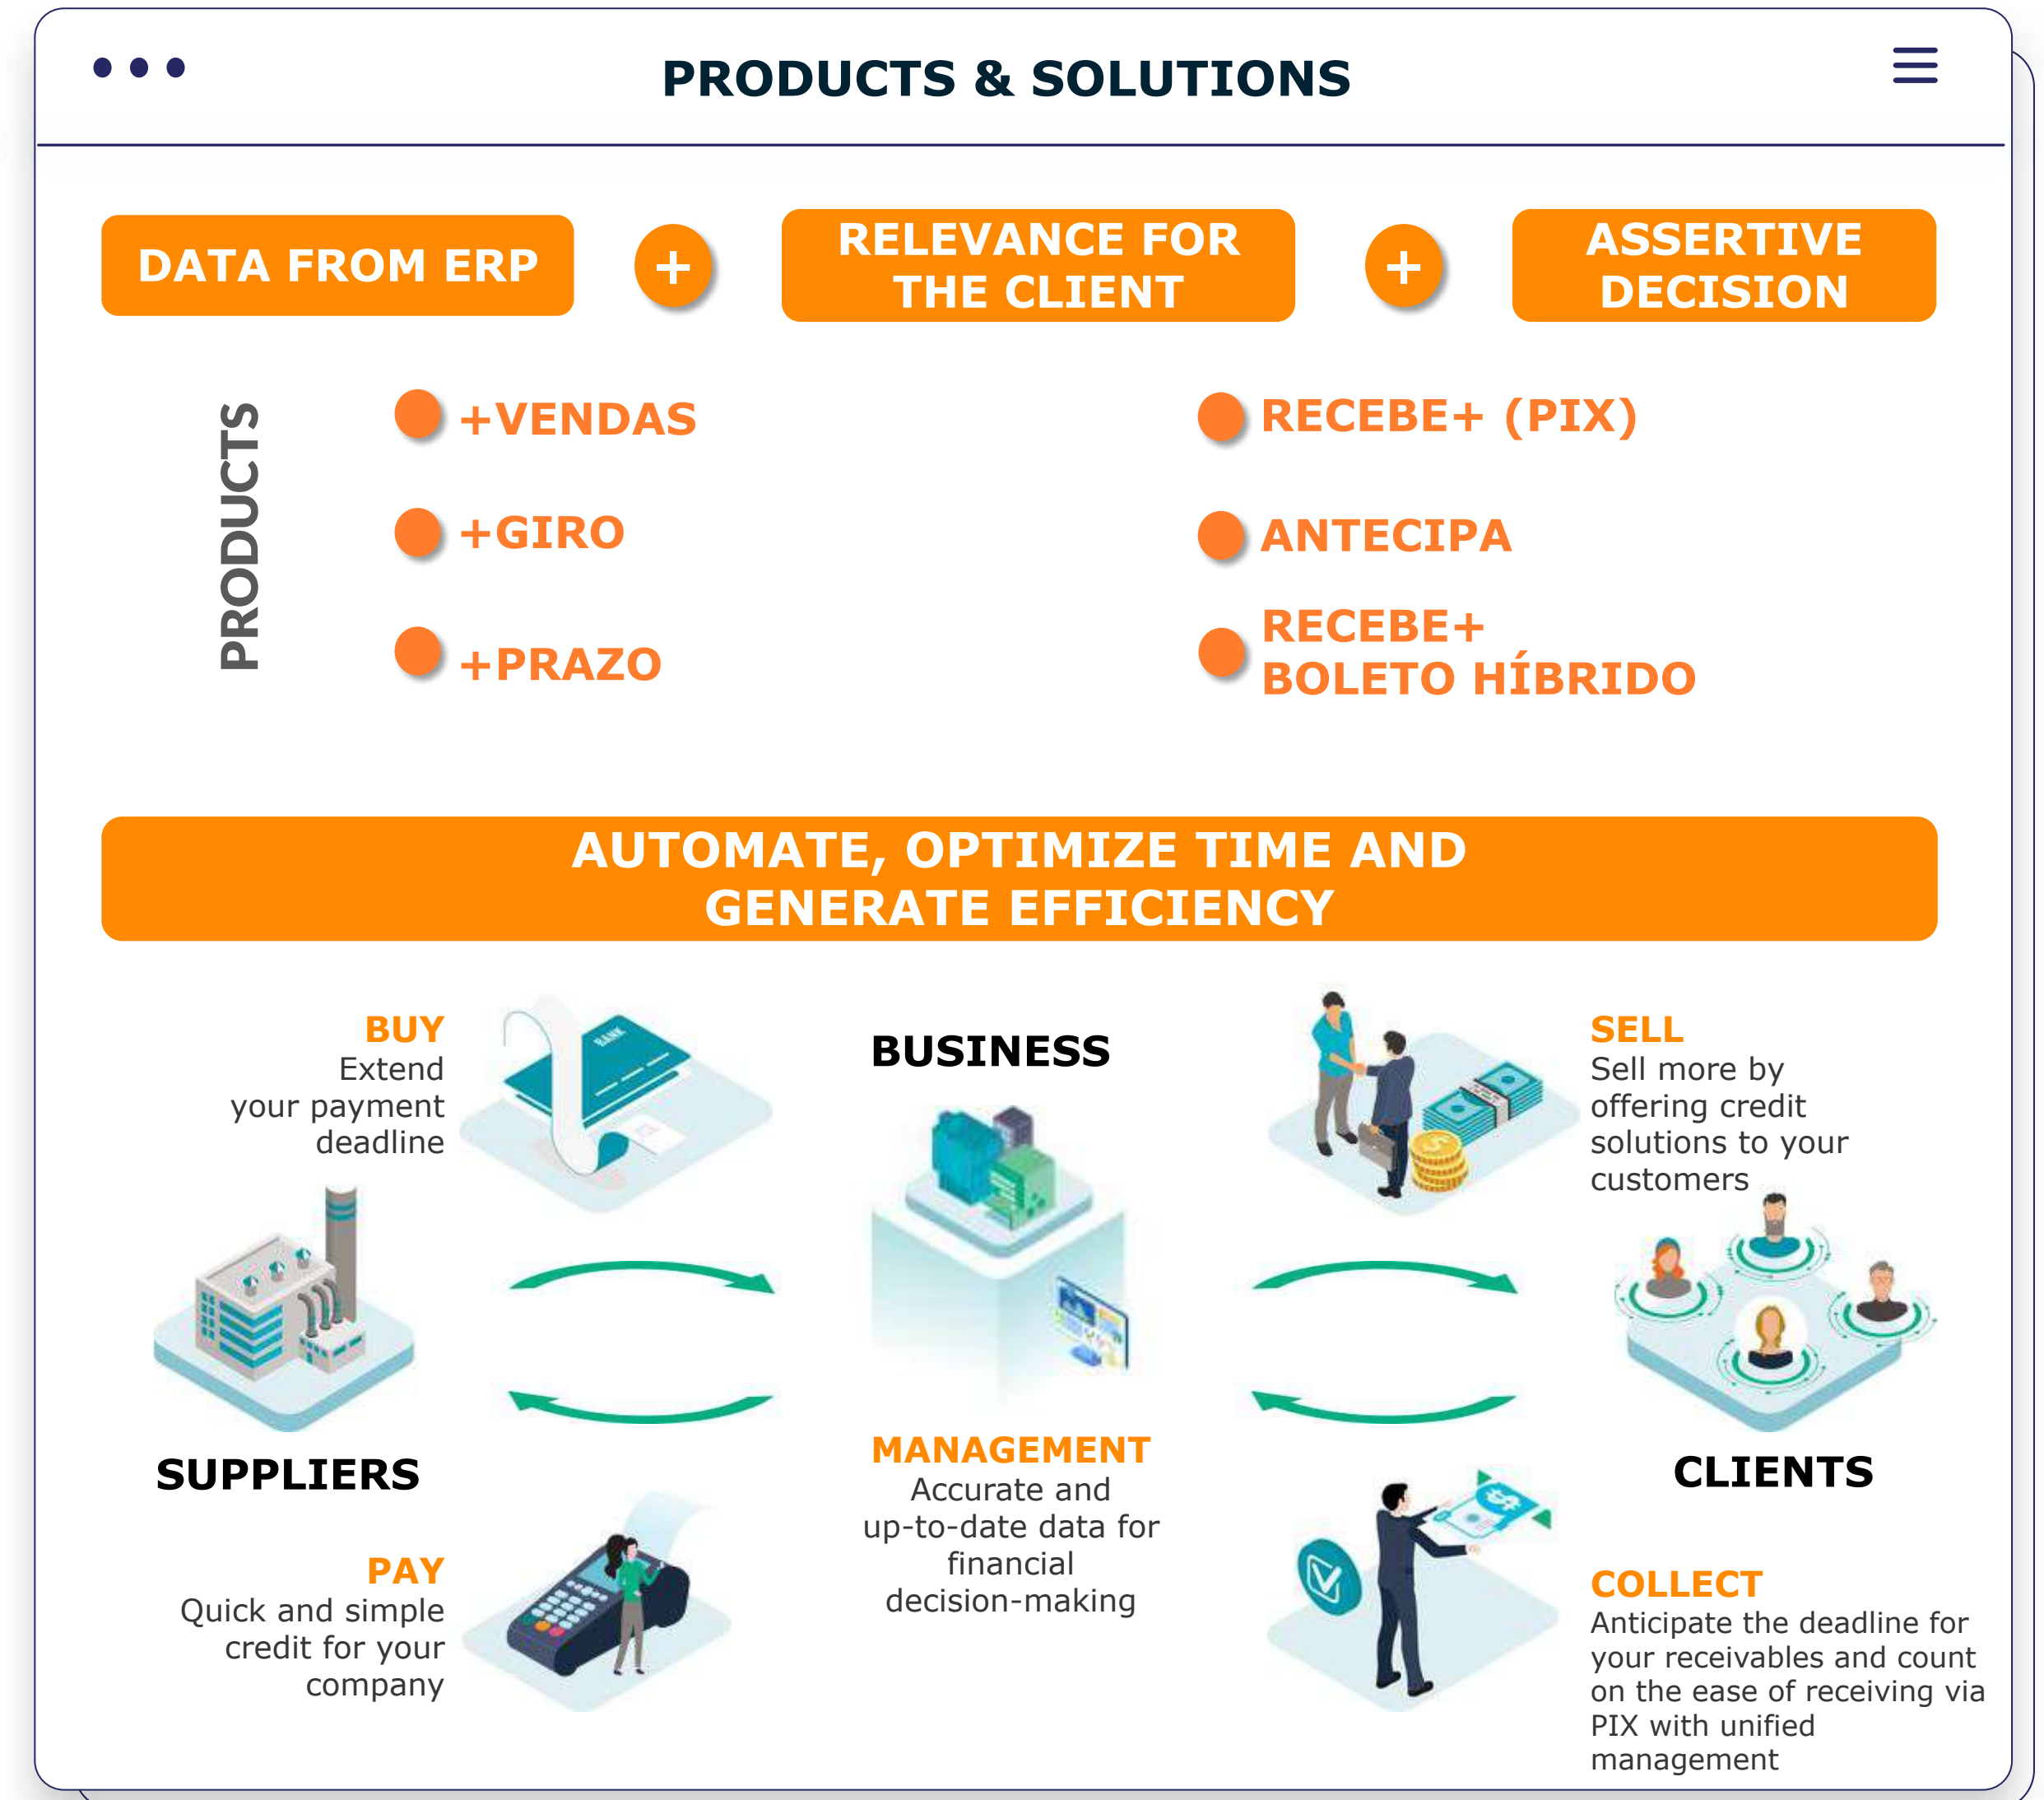 PRODUCTS & SOLUTIONS
DATA FROM ERP
+
RELEVANCE FOR
THE CLIENT
+
ASSERTIVE
DECISION
PRODUCTS
+VENDAS
+GIRO
+PRAZO
RECEBE+ (PIX)
ANTECIPA
RECEBE+
BOLETO HÍBRIDO
AUTOMATE, OPTIMIZE TIME AND
GENERATE EFFICIENCY
BUY
Extend
your payment
deadline
BANK
BUSINESS
SELL
Sell more by
offering credit
solutions to your
customers
SUPPLIERS
MANAGEMENT
Accurate and
up-to-date data for
financial
decision-making
CLIENTS
PAY
Quick and simple
credit for your
company
COLLECT
Anticipate the deadline for
your receivables and count
on the ease of receiving via
PIX with unified
management